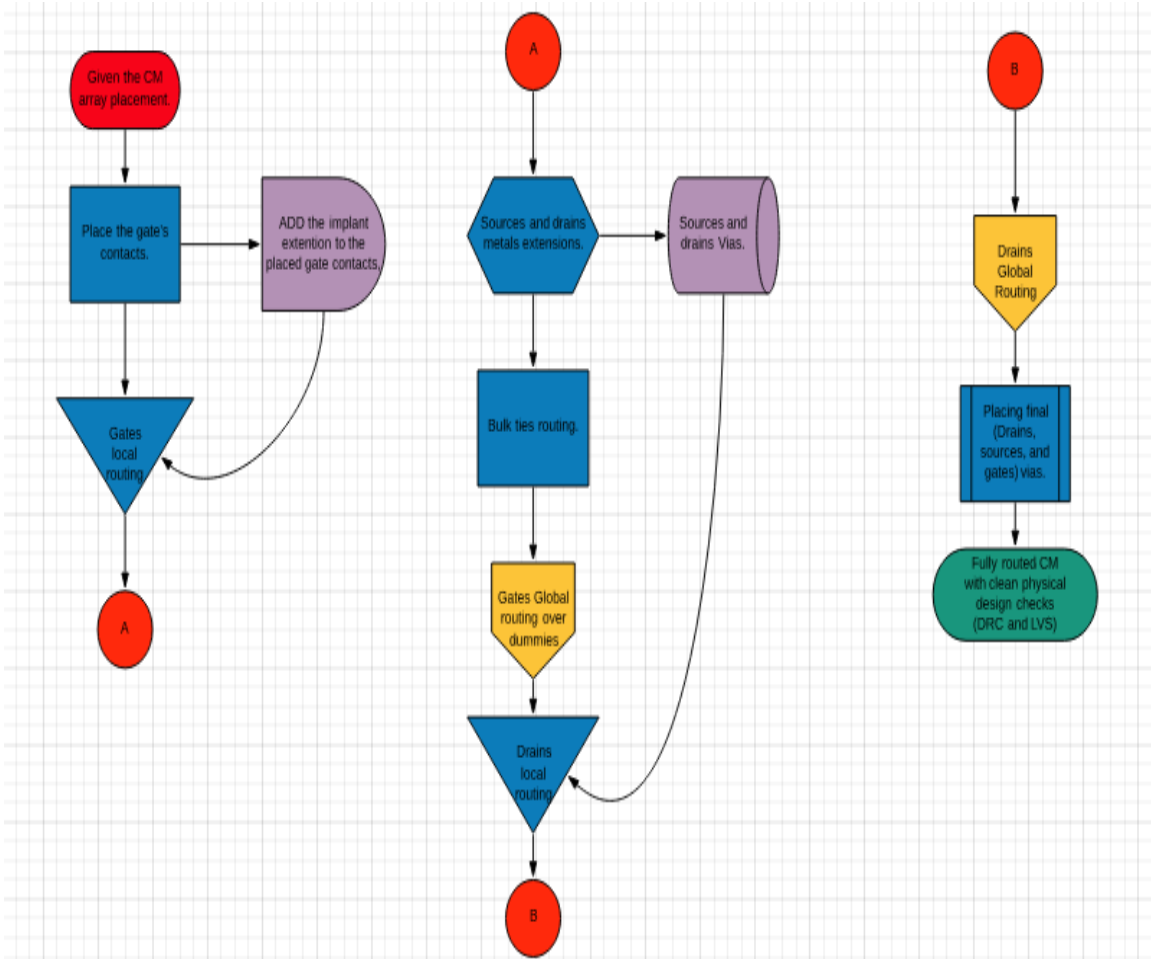 Given the CM
array placement.
Place the gate's
contacts.
ADD the implant
extention to the
placed gate contacts,
Gates
local
routing
A
A
Sources and drains
metals extensions.
Sources and
drains Vias.
Bulk ties routing.
Gates Global
routing over
dummies
Drains
local
routing
B
B
Drains
Global
Routing
Placing final
(Drains,
sources, and
gates) vias.
Fully routed CM
with clean physical
design checks
(DRC and LVS)